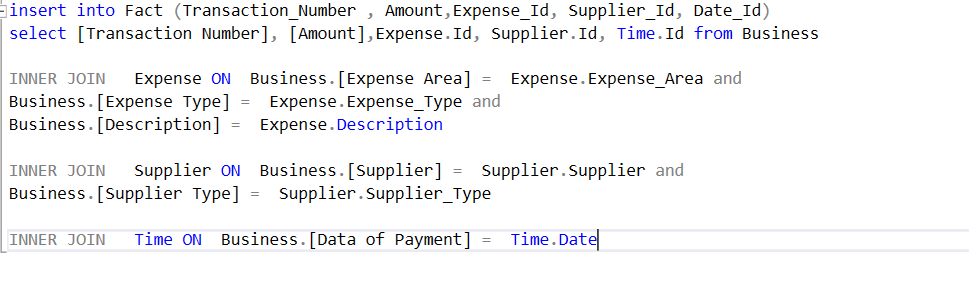 insert into Fact (Transaction_Number , Amount,Expense_Id, Supplier_Id, Date_Id)
select [Transaction Number], [Amount],Expense.Id, Supplier.Id, Time.Id from Business
INNER JOIN Expense ON Business.[Expense Area] = Expense.Expense_Area and
Business.[Expense Type] = Expense.Expense_Type and
Business.[Description] = Expense.Description
INNER JOIN Supplier ON Business.[Supplier] = Supplier.Supplier and
Business.[Supplier Type] = Supplier.Supplier_Type
INNER JOIN Time ON Business.[Data of Payment] = Time.Date